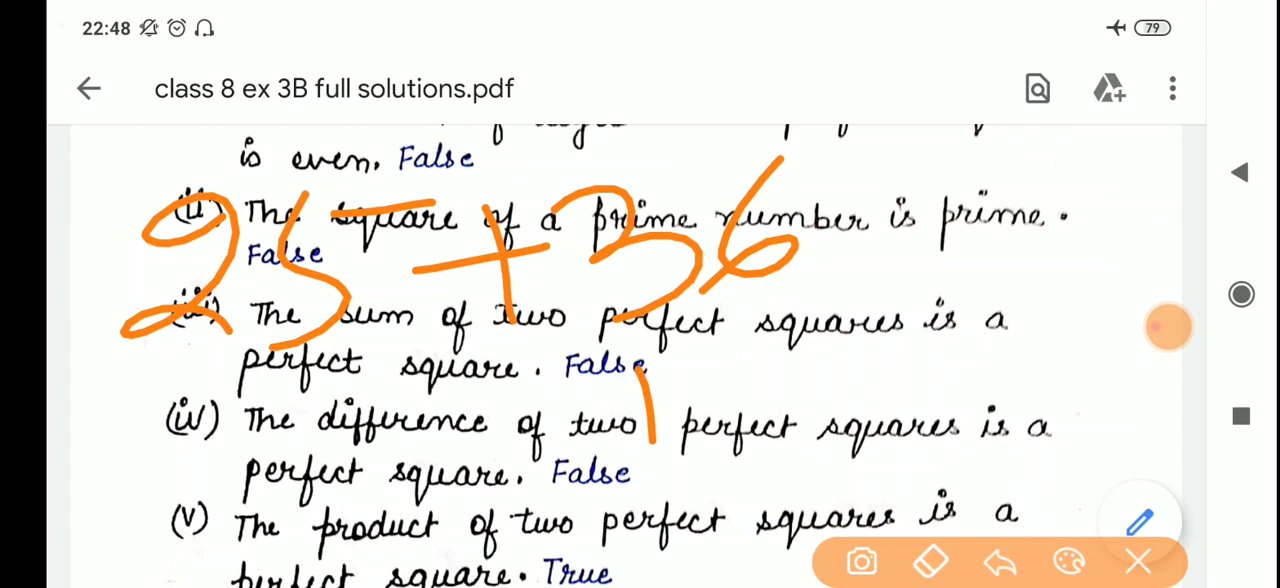 22:48
79
class 8 ex 3B full solutions.pdf
is even. False
(ii) The square of a prime number is prime.
False
25 + 36
(iii) The sum of two perfect squares is a
perfect square. False
(iv) The difference of two perfect squares is a
perfect square. False
(v) The product of two perfect squares is a
perfect square. True